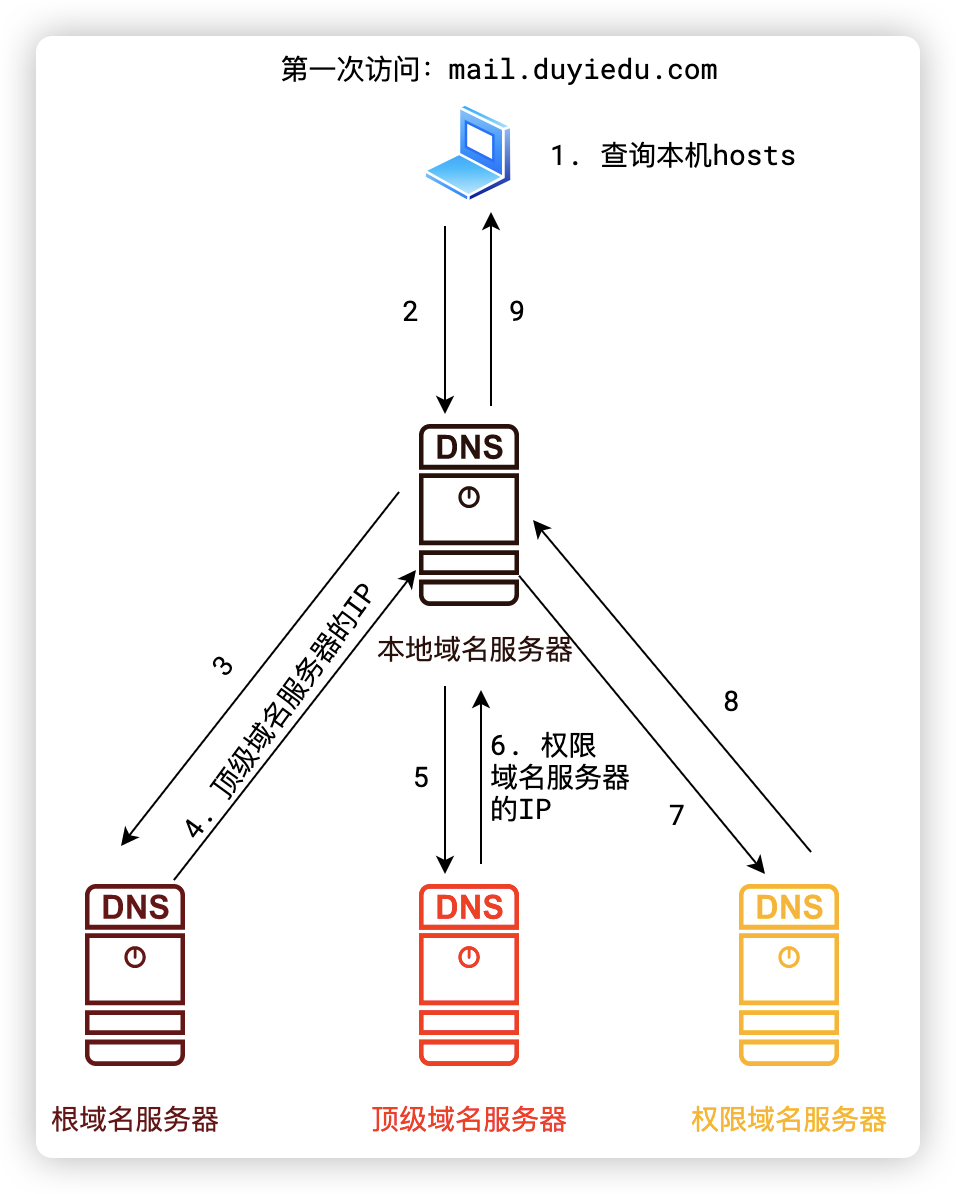 第一次访问：mail.duyiedu.com
1. 查询本机hosts
2
9
DNS
本地域名服务器
3
4. 顶级域名服务器的IP
5
6. 权限
域名服务器
的IP
7
8
DNS
DNS
DNS
根域名服务器
顶级域名服务器
权限域名服务器